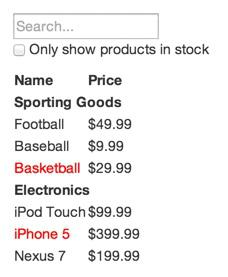 Search...
Only show products in stock
Name Price
Sporting Goods
Football $49.99
Baseball $9.99
Basketball $29.99
Electronics
iPod Touch $99.99
iPhone 5 $399.99
Nexus 7 $199.99